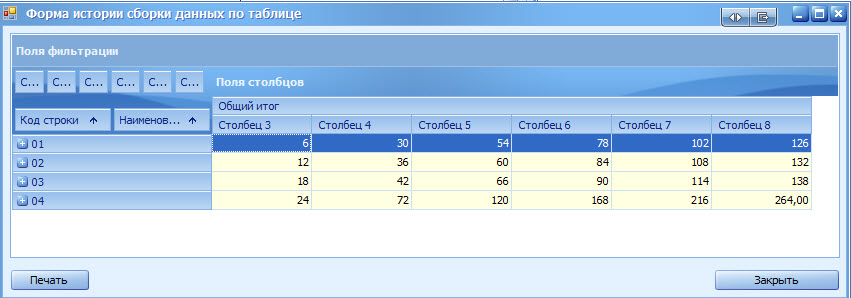 Форма истории сборки данных по таблице
Поля фильтрации
С... С... С... С... С... С... Поля столбцов
Общий итог
Код строки Наименов... Столбец 3 Столбец 4 Столбец 5 Столбец 6 Столбец 7 Столбец 8
01 6 30 54 78 102 126
02 12 36 60 84 108 132
03 18 42 66 90 114 138
04 24 72 120 168 216 264,00
Печать Закрыть